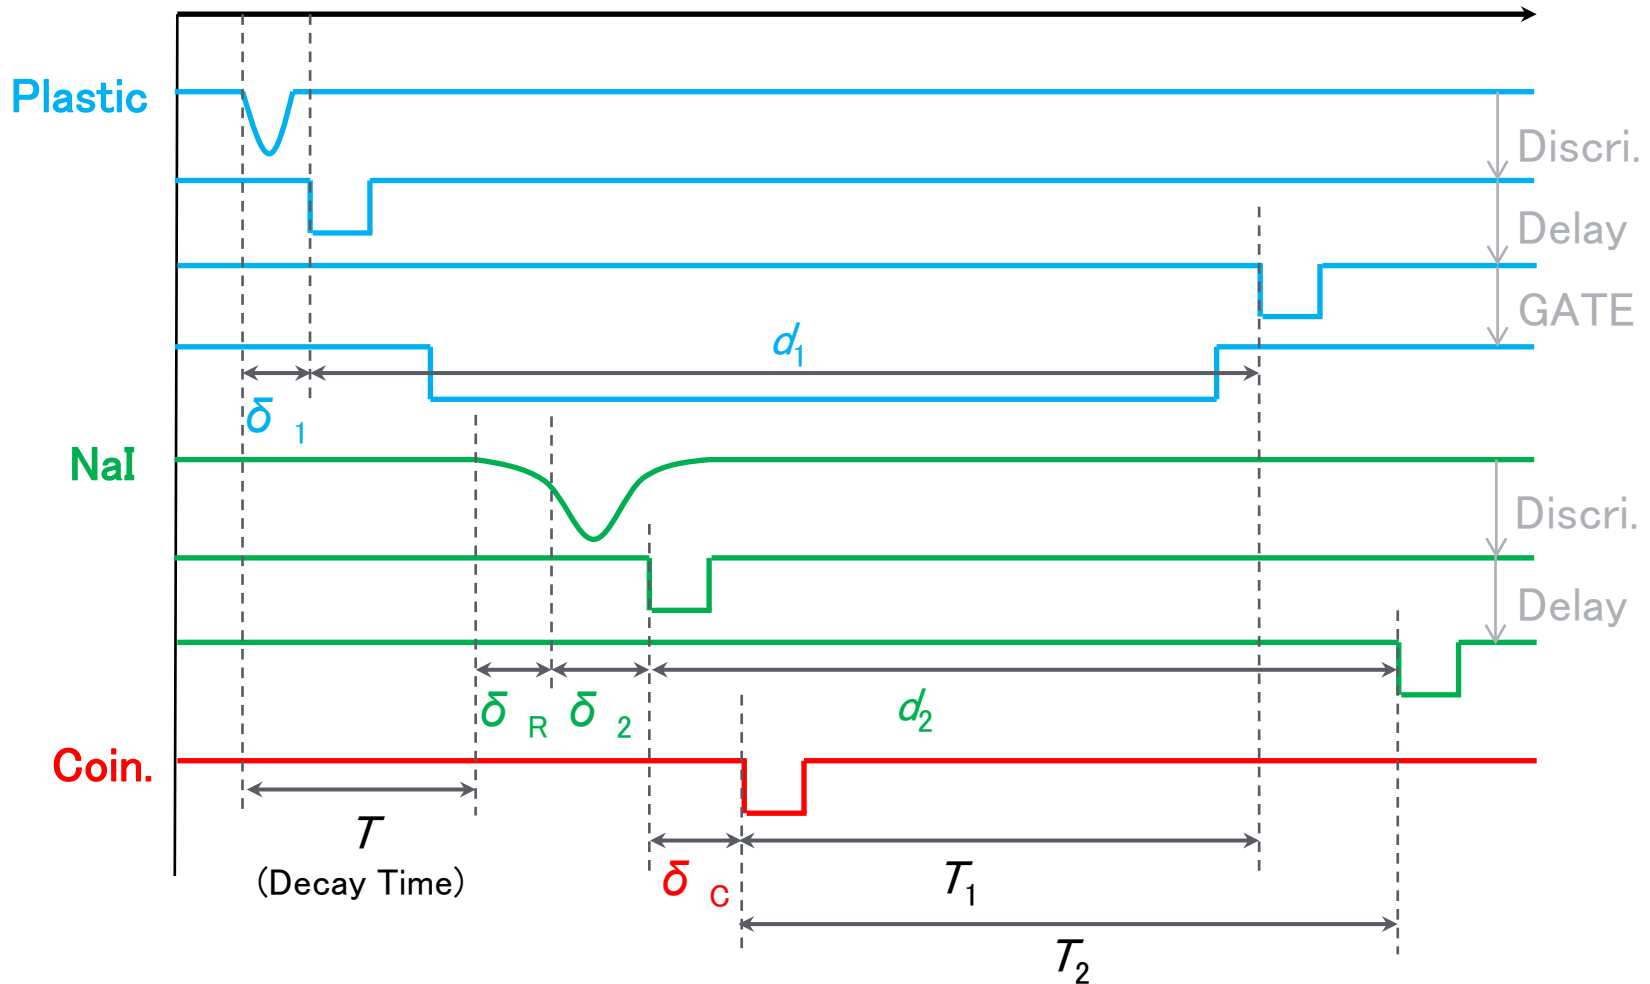 Plastic
Discri.
Delay
GATE
d1
δ 1
NaI
Discri.
Delay
δ R
δ 2
d2
Coin.
T
(Decay Time)
δ C
T1
T2